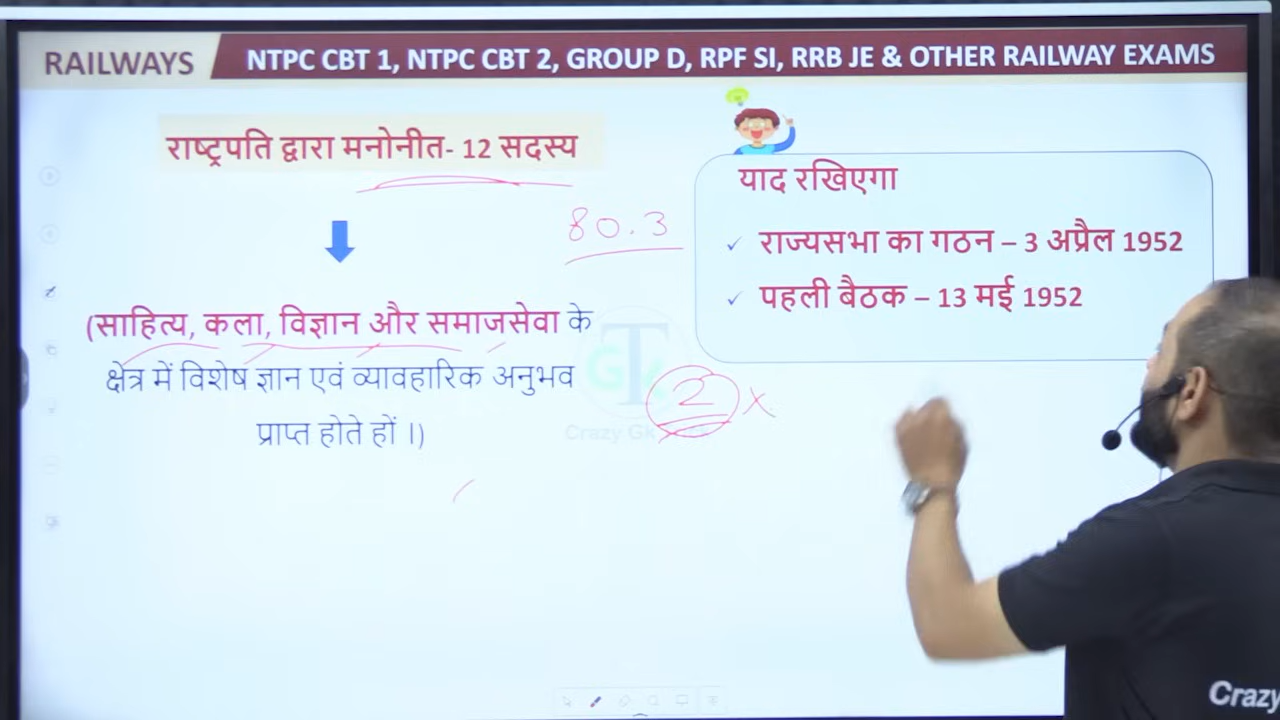 RAILWAYS
NTPC CBT 1, NTPC CBT 2, GROUP D, RPF SI, RRB JE & OTHER RAILWAY EXAMS
राष्ट्रपति द्वारा मनोनीत- 12 सदस्य
80.3
(साहित्य, कला, विज्ञान और समाजसेवा के
क्षेत्र में विशेष ज्ञान एवं व्यावहारिक अनुभव
प्राप्त होते हों ।)
याद रखिएगा
✓ राज्यसभा का गठन – 3 अप्रैल 1952
✓ पहली बैठक – 13 मई 1952
2 x
Crazy Gk
Crazy